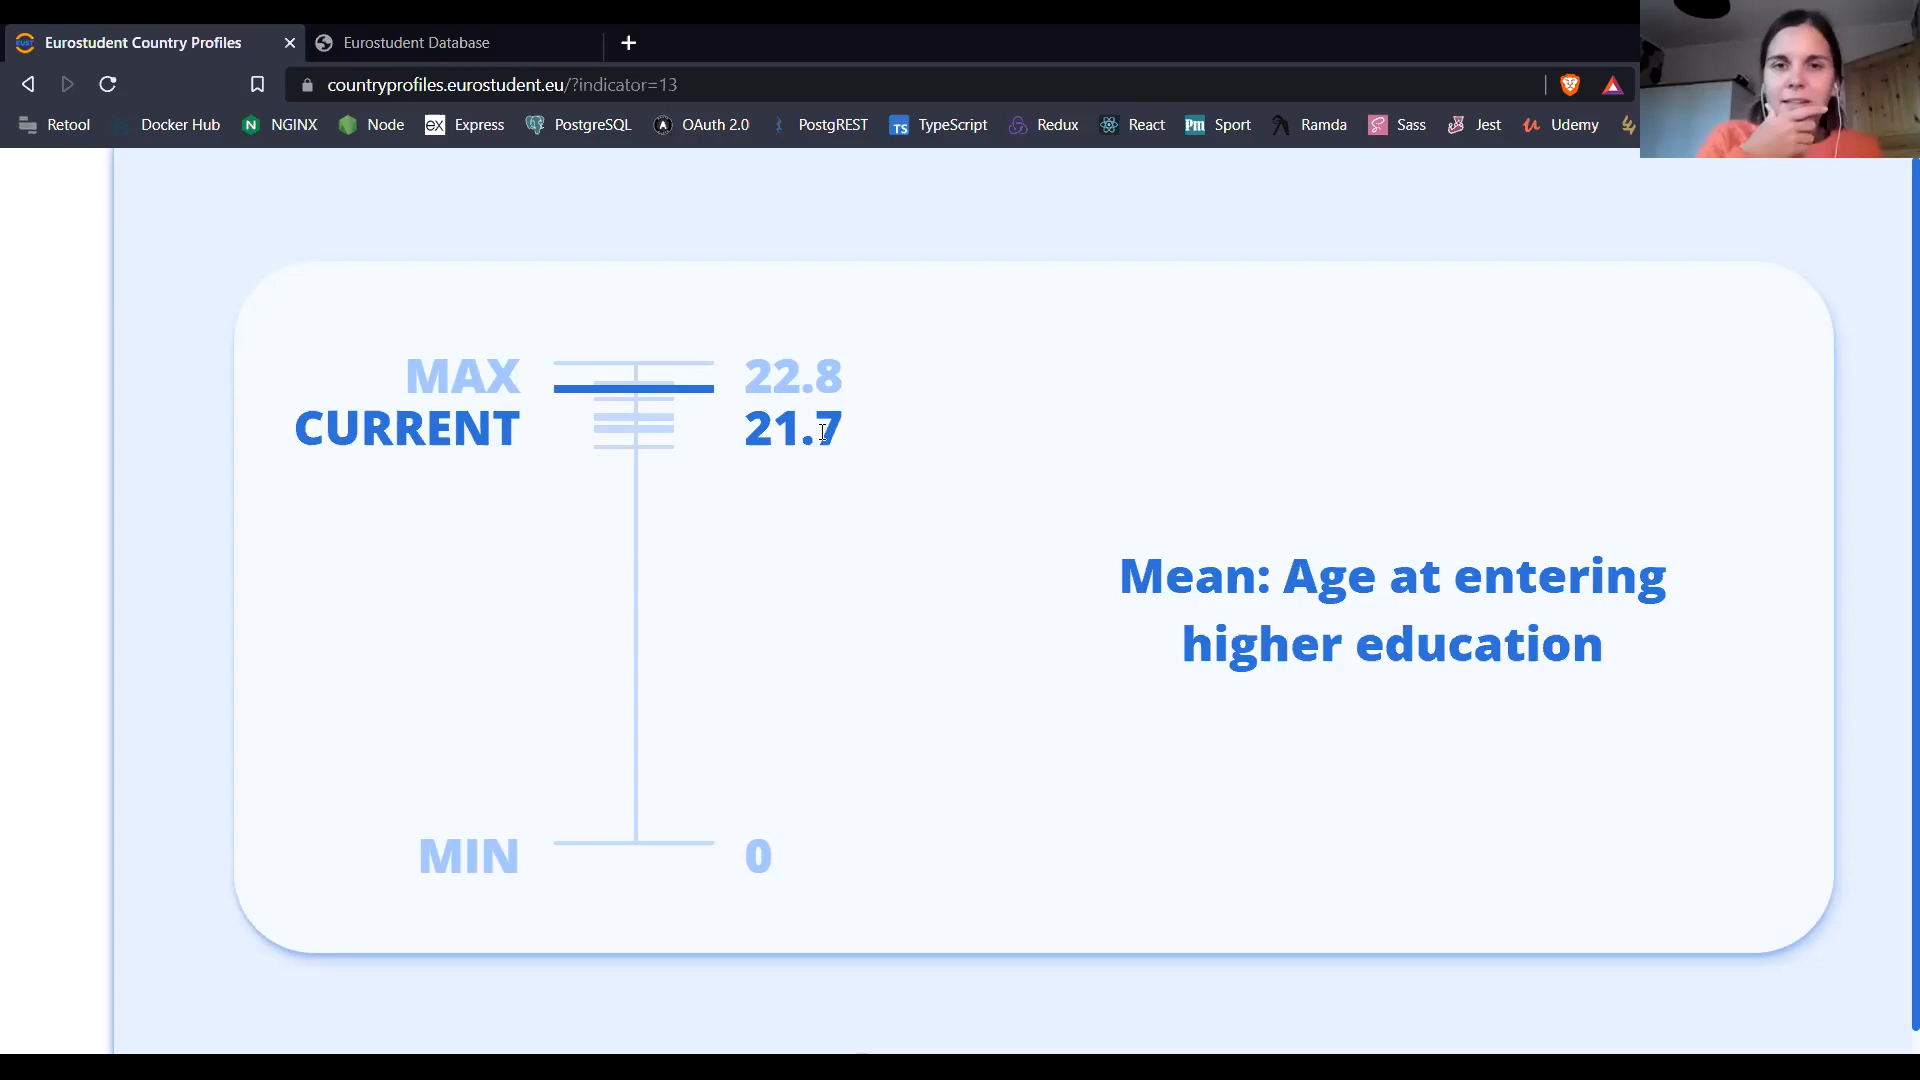 Eurostudent Country Profiles
Eurostudent Database
countryprofiles.eurostudent.eu/?indicator=13
Retool Docker Hub NGINX Node Express PostgreSQL OAuth 2.0 PostgREST TypeScript Redux React Sport Ramda Sass Jest Udemy
MAX 22.8
CURRENT 21.7
Mean: Age at entering
higher education
MIN 0